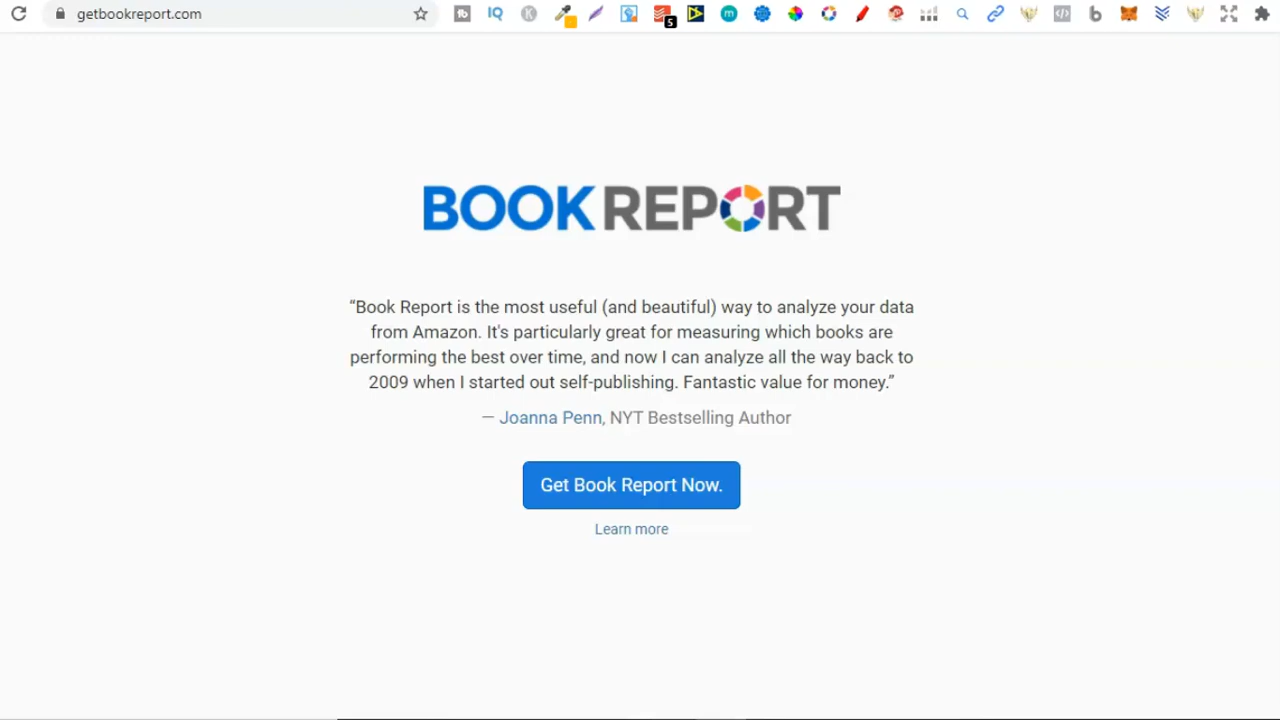 getbookreport.com
5
BOOK REPORT
“Book Report is the most useful (and beautiful) way to analyze your data
from Amazon. It's particularly great for measuring which books are
performing the best over time, and now I can analyze all the way back to
2009 when I started out self-publishing. Fantastic value for money.”
— Joanna Penn, NYT Bestselling Author
Get Book Report Now.
Learn more